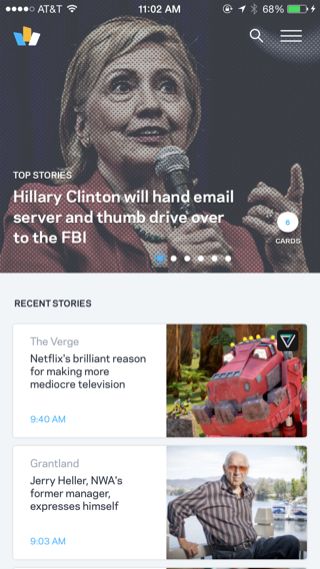 AT&T
11:02 AM
68%
TOP STORIES
Hillary Clinton will hand email
server and thumb drive over
to the FBI
6
CARDS
RECENT STORIES
The Verge
Netflix's brilliant reason
for making more
mediocre television
9:40 AM
Grantland
Jerry Heller, NWA's
former manager,
expresses himself
9:03 AM